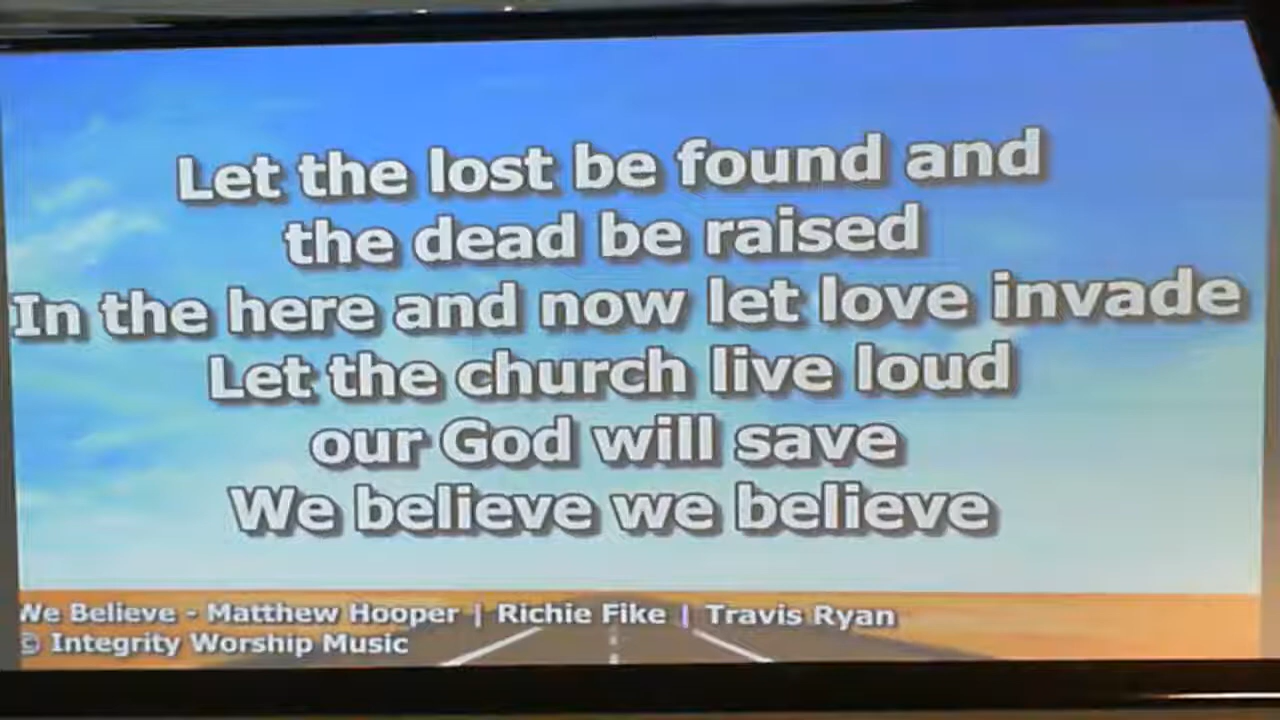 Let the lost be found and
the dead be raised
In the here and now let love invade
Let the church live loud
our God will save
We believe we believe
We Believe - Matthew Hooper | Richie Fike | Travis Ryan
© Integrity Worship Music